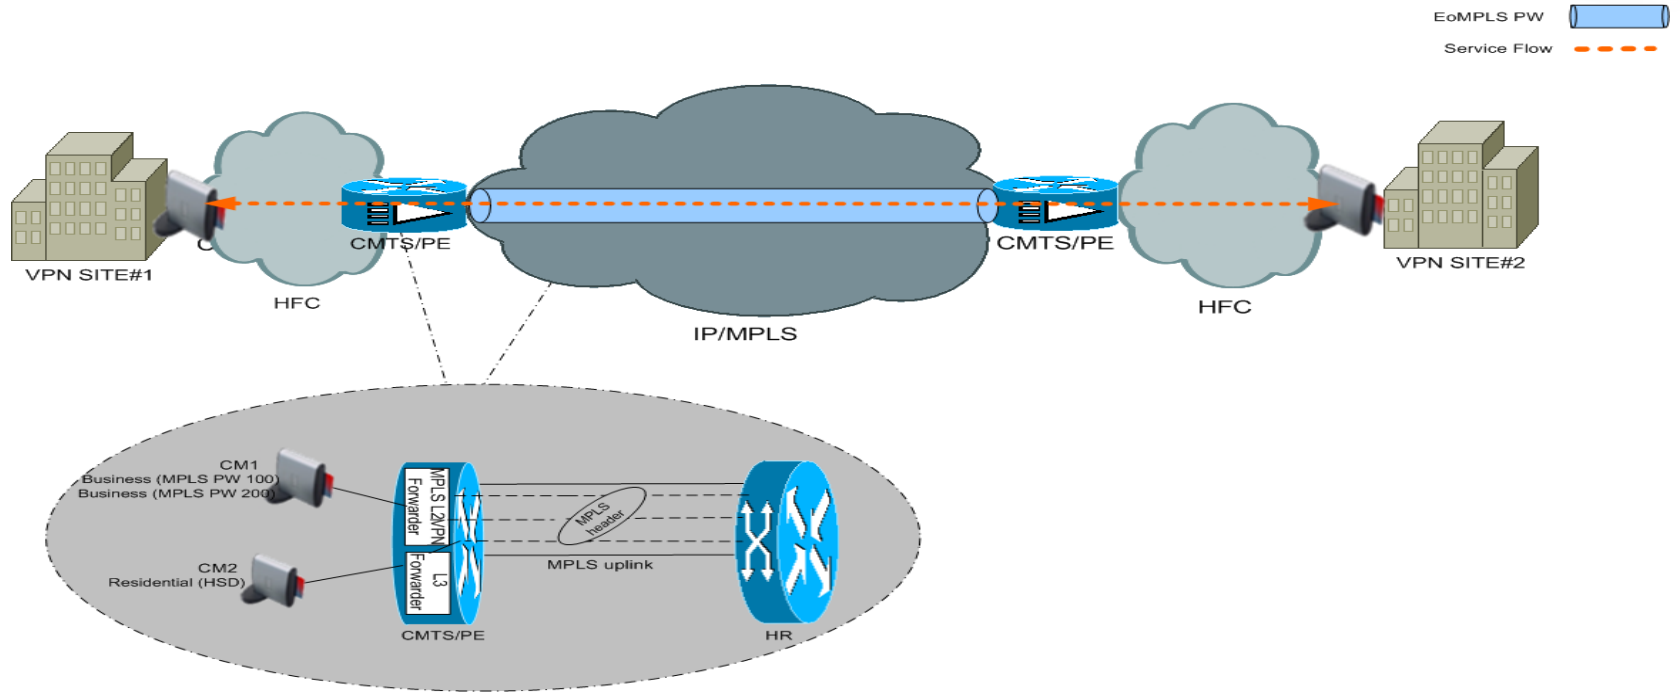 EoMPLS PW
Service Flow
VPN SITE#1
C
HFC
CMTS/PE
IP/MPLS
CMTS/PE
HFC
VPN SITE#2
CM1
Business (MPLS PW 100)
Business (MPLS PW 200)
CM2
Residential (HSD)
MPLS L2VPN
Forwarder
L3
Forwarder
CMTS/PE
MPLS
header
MPLS uplink
HR